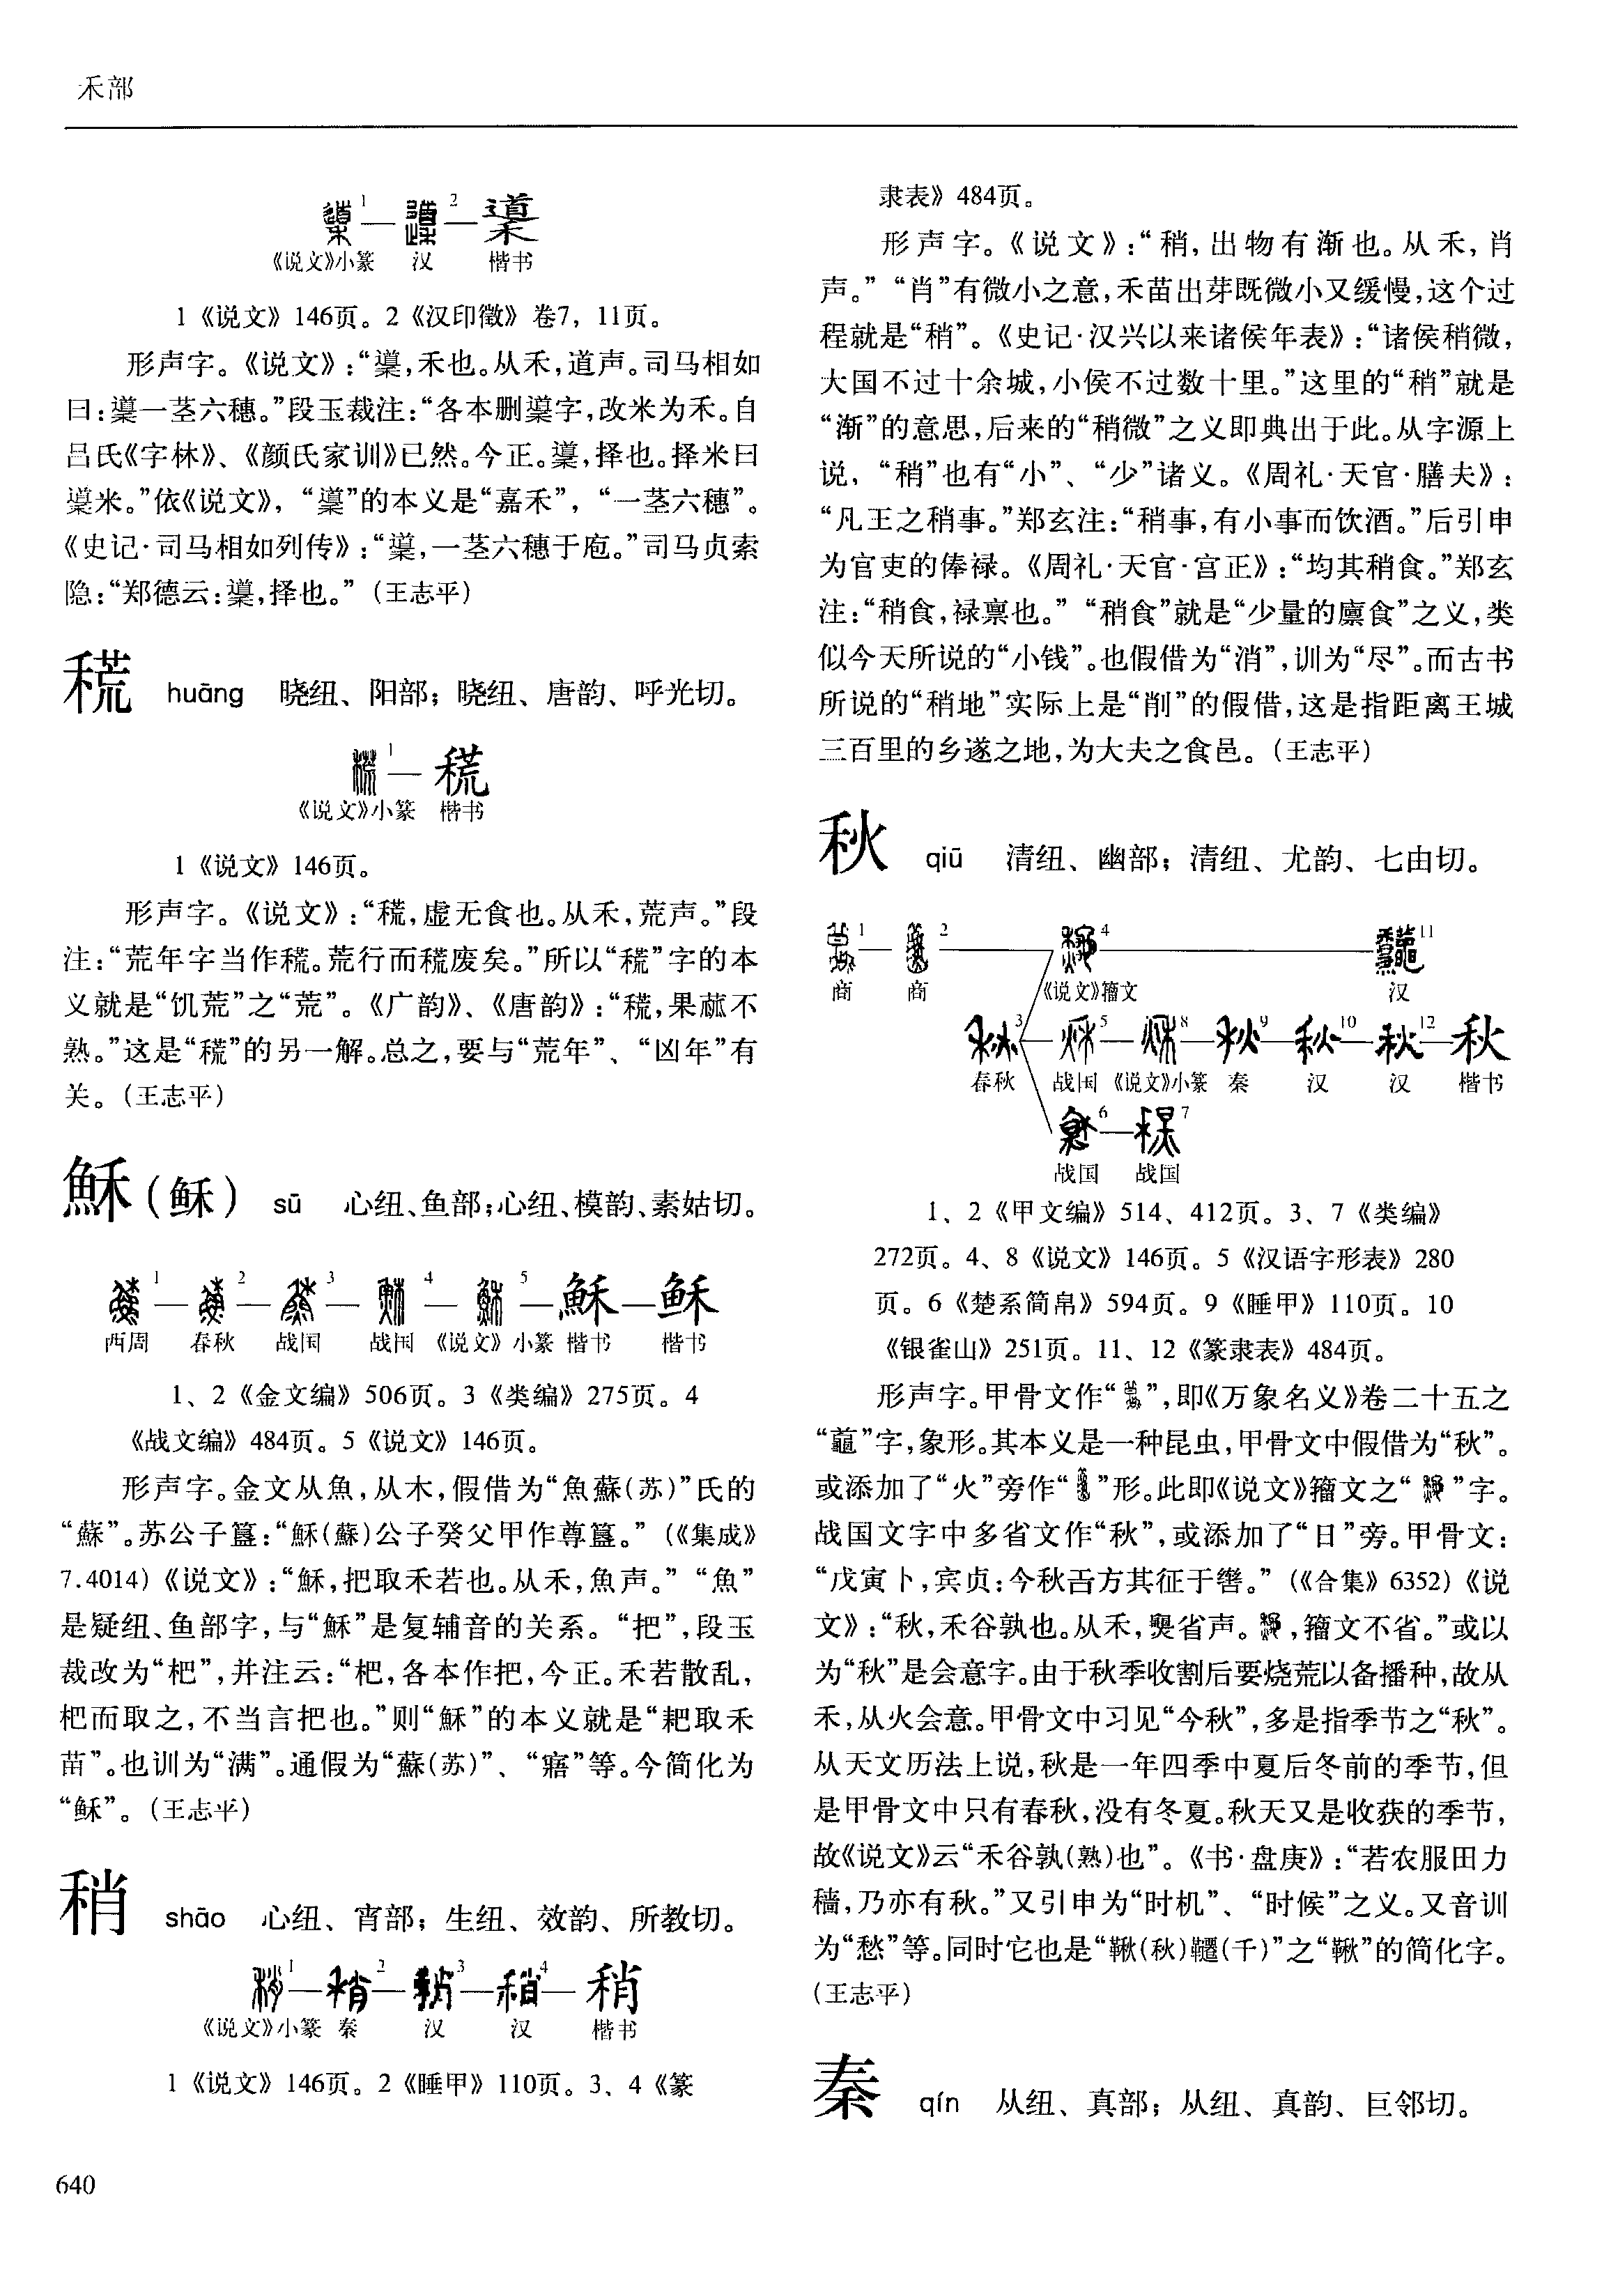 禾部
1 2
《说文》小篆 汉 楷书
1《说文》146页。2《汉印徵》卷7，11页。
形声字。《说文》：“䆃，禾也。从禾，道声。司马相如
曰：䆃一茎六穗。”段玉裁注：“各本删䆃字，改米为禾。自
吕氏《字林》、《颜氏家训》已然。今正。䆃，择也。择米曰
䆃米。”依《说文》，“䆃”的本义是“嘉禾”，“一茎六穗”。
《史记·司马相如列传》：“䆃，一茎六穗于庖。”司马贞索
隐：“郑德云：䆃，择也。”（王志平）
𥠢 huāng 晓纽、阳部；晓纽、唐韵、呼光切。
1
《说文》小篆 楷书
1《说文》146页。
形声字。《说文》：“𥠢，虚无食也。从禾，荒声。”段
注：“荒年字当作𥠢。荒行而𥠢废矣。”所以“𥠢”字的本
义就是“饥荒”之“荒”。《广韵》、《唐韵》：“𥠢，果蓏不
熟。”这是“𥠢”的另一解。总之，要与“荒年”、“凶年”有
关。（王志平）
穌（稣） sū 心纽、鱼部；心纽、模韵、素姑切。
1 2 3 4 5 穌 稣
西周 春秋 战国 战国 《说文》小篆 楷书 楷书
1、2《金文编》506页。3《类编》275页。4
《战文编》484页。5《说文》146页。
形声字。金文从魚，从木，假借为“魚蘇（苏）”氏的
“蘇”。苏公子簋：“穌（蘇）公子癸父甲作尊簋。”（《集成》
7.4014）《说文》：“穌，把取禾若也。从禾，魚声。”“魚”
是疑纽、鱼部字，与“穌”是复辅音的关系。“把”，段玉
裁改为“杷”，并注云：“杷，各本作把，今正。禾若散乱，
杷而取之，不当言把也。”则“穌”的本义就是“耙取禾
苗”。也训为“满”。通假为“蘇（苏）”、“寤”等。今简化为
“稣”。（王志平）
稍 shāo 心纽、宵部；生纽、效韵、所教切。
1 2 3 4 稍
《说文》小篆 秦 汉 汉 楷书
1《说文》146页。2《睡甲》110页。3、4《篆
640
隶表》484页。
形声字。《说文》：“稍，出物有渐也。从禾，肖
声。”“肖”有微小之意，禾苗出芽既微小又缓慢，这个过
程就是“稍”。《史记·汉兴以来诸侯年表》：“诸侯稍微，
大国不过十余城，小侯不过数十里。”这里的“稍”就是
“渐”的意思，后来的“稍微”之义即典出于此。从字源上
说，“稍”也有“小”、“少”诸义。《周礼·天官·膳夫》：
“凡王之稍事。”郑玄注：“稍事，有小事而饮酒。”后引申
为官吏的俸禄。《周礼·天官·宫正》：“均其稍食。”郑玄
注：“稍食，禄禀也。”“稍食”就是“少量的廪食”之义，类
似今天所说的“小钱”。也假借为“消”，训为“尽”。而古书
所说的“稍地”实际上是“削”的假借，这是指距离王城
三百里的乡遂之地，为大夫之食邑。（王志平）
秋 qiū 清纽、幽部；清纽、尤韵、七由切。
1 2 4 11
商 商 《说文》籀文 汉
3 5 8 9 10 12 秋
春秋 战国 《说文》小篆 秦 汉 汉 楷书
6 7
战国 战国
1、2《甲文编》514、412页。3、7《类编》
272页。4、8《说文》146页。5《汉语字形表》280
页。6《楚系简帛》594页。9《睡甲》110页。10
《银雀山》251页。11、12《篆隶表》484页。
形声字。甲骨文作“ ”，即《万象名义》卷二十五之
“ ”字，象形。其本义是一种昆虫，甲骨文中假借为“秋”。
或添加了“火”旁作“ ”形。此即《说文》籀文之“ ”字。
战国文字中多省文作“秋”，或添加了“日”旁。甲骨文：
“戊寅卜，宾贞：今秋舌方其征于 。”（《合集》6352）《说
文》：“秋，禾谷孰也。从禾， 省声。 ，籀文不省。”或以
为“秋”是会意字。由于秋季收割后要烧荒以备播种，故从
禾，从火会意。甲骨文中习见“今秋”，多是指季节之“秋”。
从天文历法上说，秋是一年四季中夏后冬前的季节，但
是甲骨文中只有春秋，没有冬夏。秋天又是收获的季节，
故《说文》云“禾谷孰（熟）也”。《书·盘庚》：“若农服田力
穑，乃亦有秋。”又引申为“时机”、“时候”之义。又音训
为“愁”等。同时它也是“鞦（秋）韆（千）”之“鞦”的简化字。
（王志平）
秦 qín 从纽、真部；从纽、真韵、巨邻切。